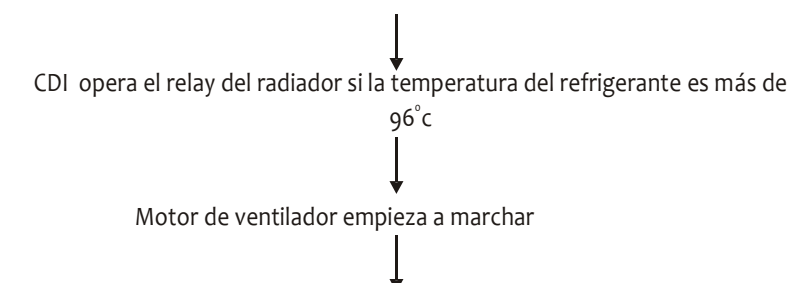 CDI opera el relay del radiador si la temperatura del refrigerante es más de
96°c
Motor de ventilador empieza a marchar